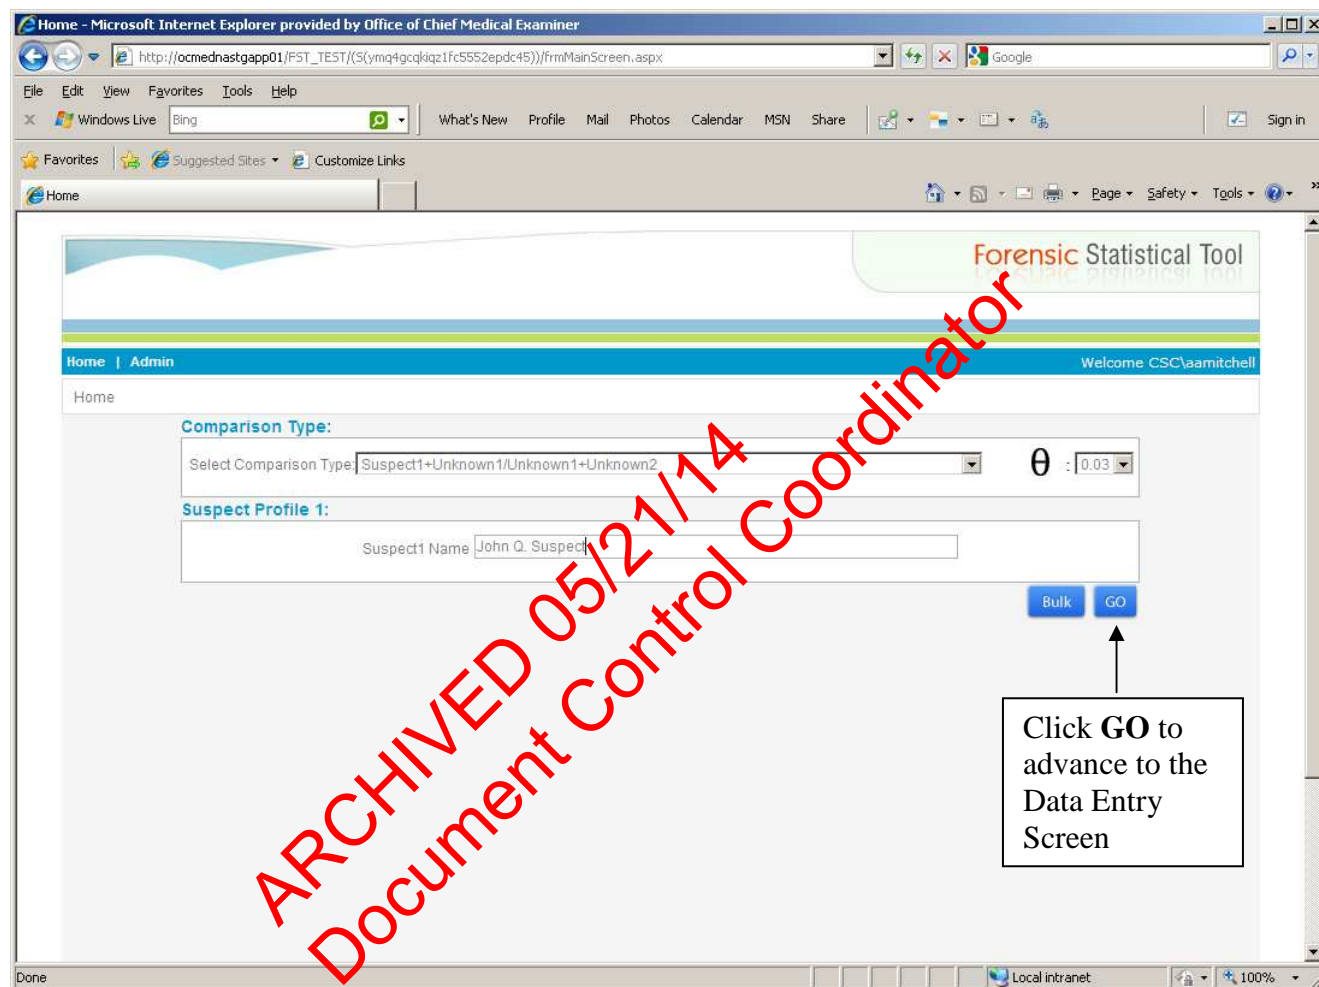 Home - Microsoft Internet Explorer provided by Office of Chief Medical Examiner
http://ocmednastgapp01/FST_TEST/(S(ymq4gcqkiqz1fc5552epdc45))/frmMainScreen.aspx
Google
File Edit View Favorites Tools Help
x Windows Live Bing What's New Profile Mail Photos Calendar MSN Share Sign in
Favorites Suggested Sites Customize Links
Home Page Safety Tools »
Forensic Statistical Tool
Home | Admin Welcome CSC\aamitchell
Home
Comparison Type:
Select Comparison Type: Suspect1+Unknown1/Unknown1+Unknown2 θ : 0.03
Suspect Profile 1:
Suspect1 Name John Q. Suspect
Bulk GO
Click GO to
advance to the
Data Entry
Screen
ARCHIVED 05/21/14
Document Control Coordinator
Done Local intranet 100%